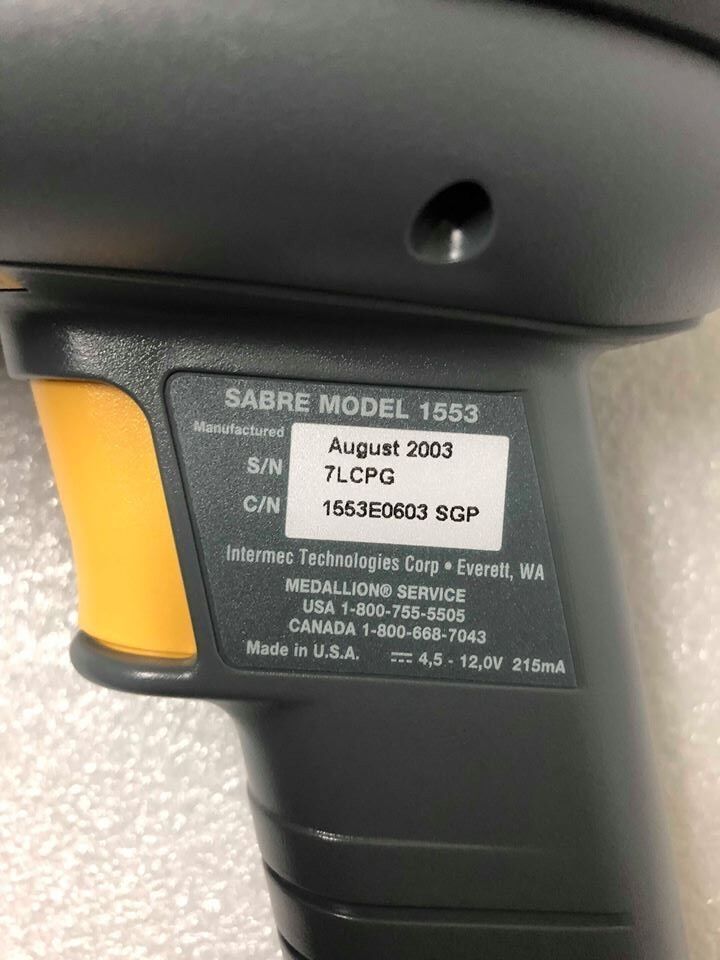 SABRE MODEL 1553
Manufactured August 2003
S/N 7LCPG
C/N 1553E0603 SGP
Intermec Technologies Corp • Everett, WA
MEDALLION® SERVICE
USA 1-800-755-5505
CANADA 1-800-668-7043
Made in U.S.A. ⎓ 4,5 - 12,0V 215mA